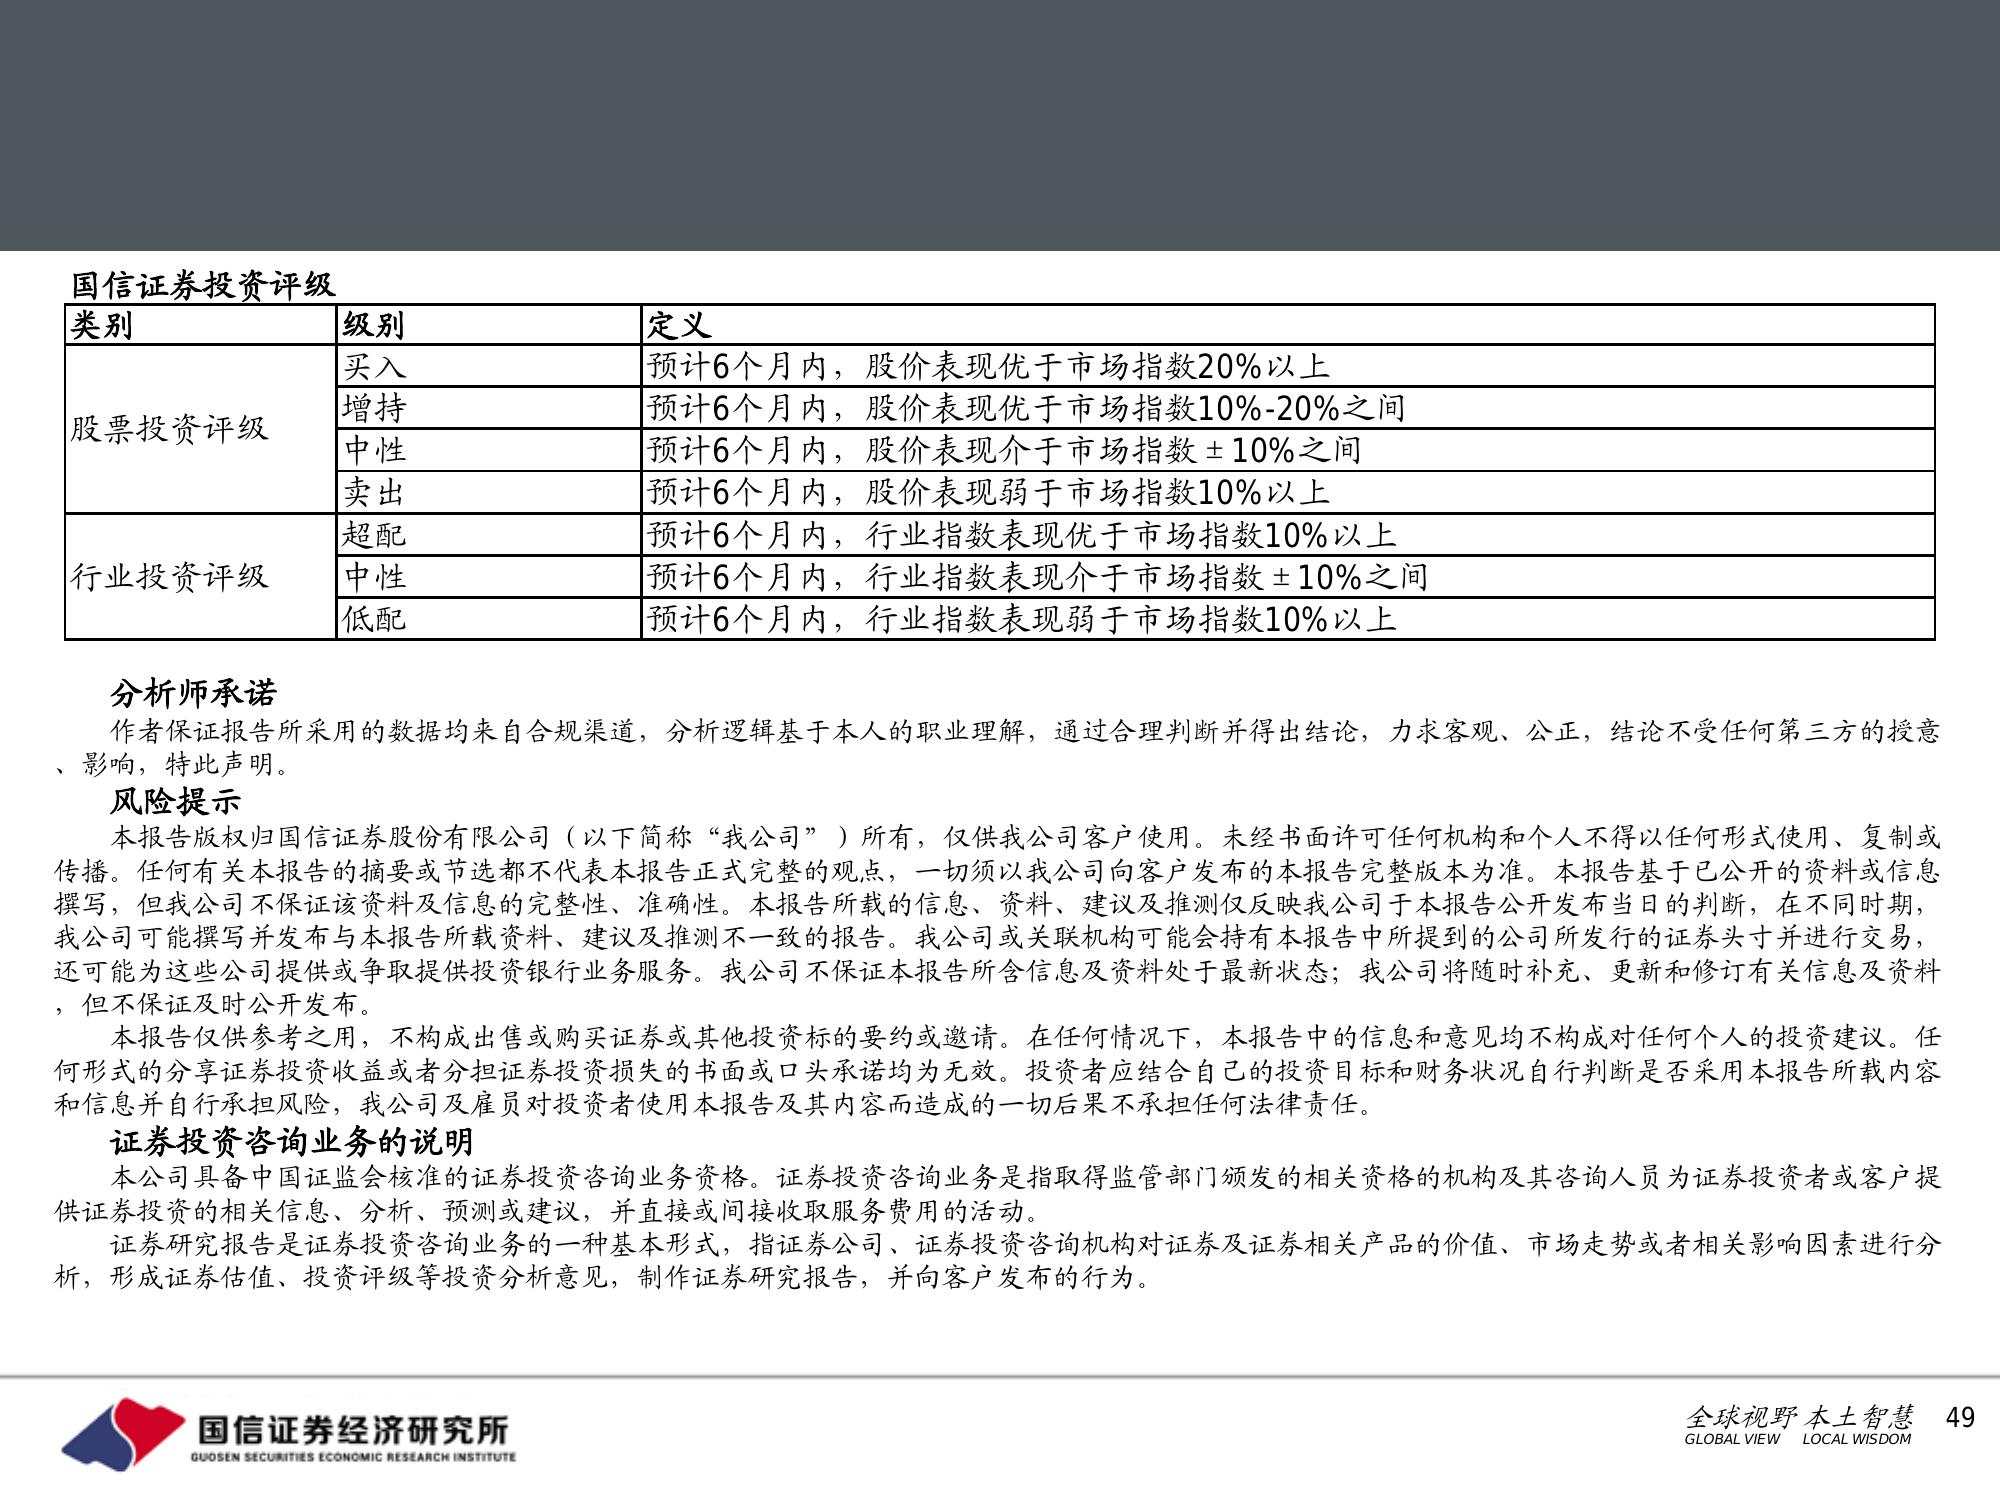 国信证券投资评级
类别 级别 定义
股票投资评级
买入 预计6个月内，股价表现优于市场指数20%以上
增持 预计6个月内，股价表现优于市场指数10%-20%之间
中性 预计6个月内，股价表现介于市场指数±10%之间
卖出 预计6个月内，股价表现弱于市场指数10%以上
行业投资评级
超配 预计6个月内，行业指数表现优于市场指数10%以上
中性 预计6个月内，行业指数表现介于市场指数±10%之间
低配 预计6个月内，行业指数表现弱于市场指数10%以上
分析师承诺
作者保证报告所采用的数据均来自合规渠道，分析逻辑基于本人的职业理解，通过合理判断并得出结论，力求客观、公正，结论不受任何第三方的授意
、影响，特此声明。
风险提示
本报告版权归国信证券股份有限公司（以下简称“我公司”）所有，仅供我公司客户使用。未经书面许可任何机构和个人不得以任何形式使用、复制或
传播。任何有关本报告的摘要或节选都不代表本报告正式完整的观点，一切须以我公司向客户发布的本报告完整版本为准。本报告基于已公开的资料或信息
撰写，但我公司不保证该资料及信息的完整性、准确性。本报告所载的信息、资料、建议及推测仅反映我公司于本报告公开发布当日的判断，在不同时期，
我公司可能撰写并发布与本报告所载资料、建议及推测不一致的报告。我公司或关联机构可能会持有本报告中所提到的公司所发行的证券头寸并进行交易，
还可能为这些公司提供或争取提供投资银行业务服务。我公司不保证本报告所含信息及资料处于最新状态；我公司将随时补充、更新和修订有关信息及资料
，但不保证及时公开发布。
本报告仅供参考之用，不构成出售或购买证券或其他投资标的要约或邀请。在任何情况下，本报告中的信息和意见均不构成对任何个人的投资建议。任
何形式的分享证券投资收益或者分担证券投资损失的书面或口头承诺均为无效。投资者应结合自己的投资目标和财务状况自行判断是否采用本报告所载内容
和信息并自行承担风险，我公司及雇员对投资者使用本报告及其内容而造成的一切后果不承担任何法律责任。
证券投资咨询业务的说明
本公司具备中国证监会核准的证券投资咨询业务资格。证券投资咨询业务是指取得监管部门颁发的相关资格的机构及其咨询人员为证券投资者或客户提
供证券投资的相关信息、分析、预测或建议，并直接或间接收取服务费用的活动。
证券研究报告是证券投资咨询业务的一种基本形式，指证券公司、证券投资咨询机构对证券及证券相关产品的价值、市场走势或者相关影响因素进行分
析，形成证券估值、投资评级等投资分析意见，制作证券研究报告，并向客户发布的行为。
国信证券经济研究所
GUOSEN SECURITIES ECONOMIC RESEARCH INSTITUTE
全球视野 本土智慧 49
GLOBAL VIEW LOCAL WISDOM